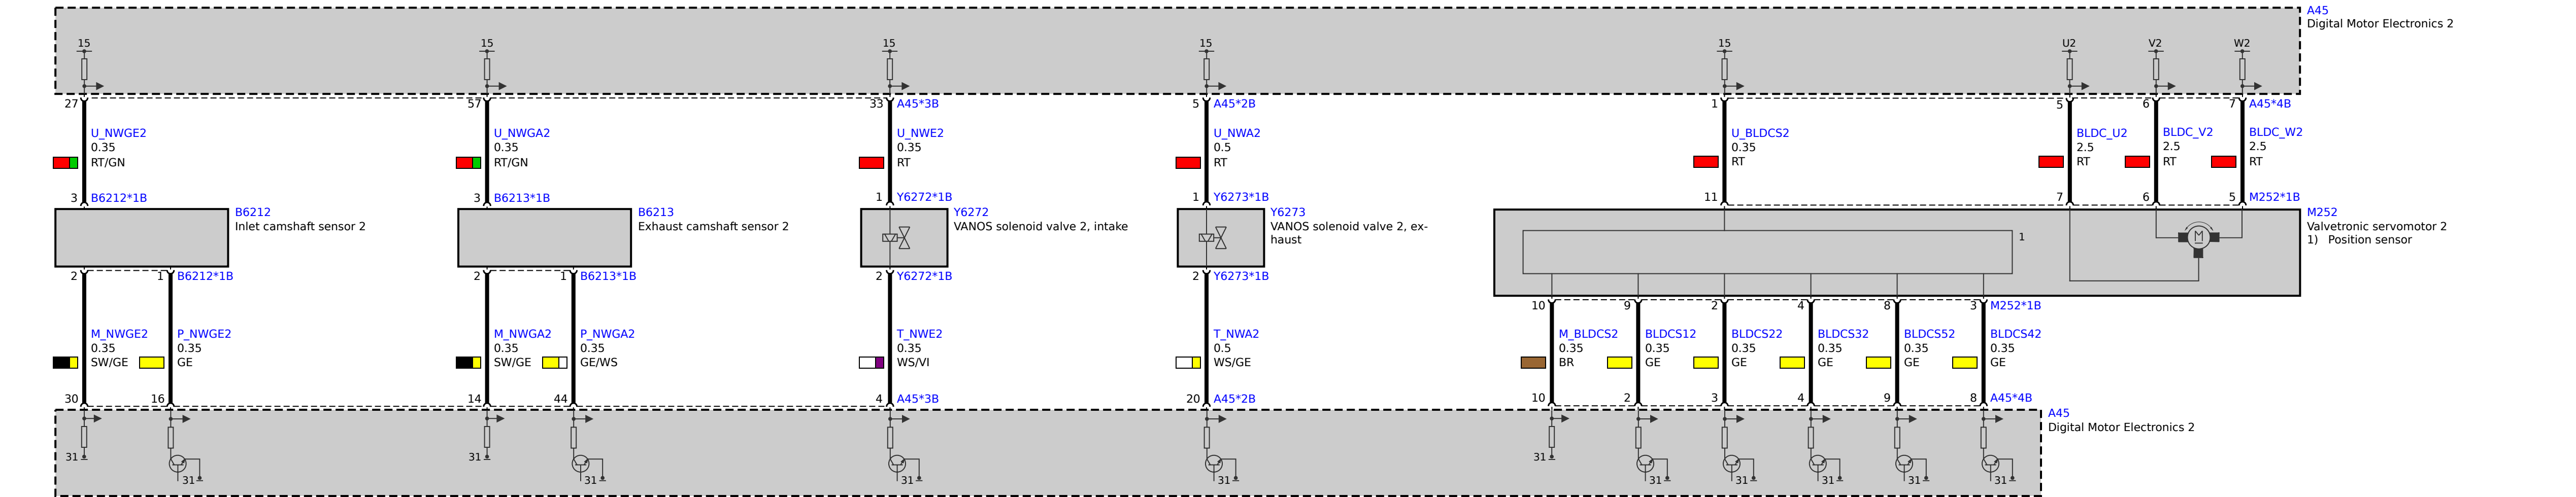 A45
Digital Motor Electronics 2
15 15 15 15 15 U2 V2 W2
27 57 33 A45*3B 5 A45*2B 1 5 6 7 A45*4B
U_NWGE2 U_NWGA2 U_NWE2 U_NWA2 U_BLDCS2 BLDC_U2 BLDC_V2 BLDC_W2
0.35 0.35 0.35 0.5 0.35 2.5 2.5 2.5
RT/GN RT/GN RT RT RT RT RT RT
3 B6212*1B 3 B6213*1B 1 Y6272*1B 1 Y6273*1B 11 7 6 5 M252*1B
B6212
Inlet camshaft sensor 2
B6213
Exhaust camshaft sensor 2
Y6272
VANOS solenoid valve 2, intake
Y6273
VANOS solenoid valve 2, ex-
haust
1
M
M252
Valvetronic servomotor 2
1) Position sensor
2 1 B6212*1B 2 1 B6213*1B 2 Y6272*1B 2 Y6273*1B
10 9 2 4 8 3 M252*1B
M_NWGE2 P_NWGE2 M_NWGA2 P_NWGA2 T_NWE2 T_NWA2 M_BLDCS2 BLDCS12 BLDCS22 BLDCS32 BLDCS52 BLDCS42
0.35 0.35 0.35 0.35 0.35 0.5 0.35 0.35 0.35 0.35 0.35 0.35
SW/GE GE SW/GE GE/WS WS/VI WS/GE BR GE GE GE GE GE
30 16 14 44 4 A45*3B 20 A45*2B 10 2 3 4 9 8 A45*4B
A45
Digital Motor Electronics 2
31 31 31
31 31 31 31 31 31 31 31 31